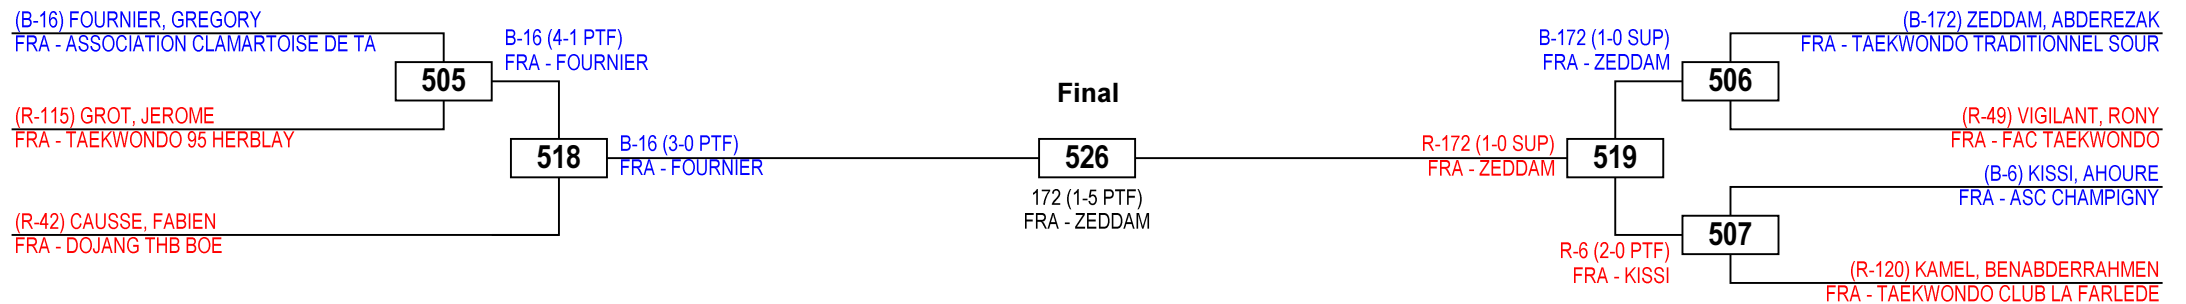 (B-16) FOURNIER, GREGORY
FRA - ASSOCIATION CLAMARTOISE DE TA
505
(R-115) GROT, JEROME
FRA - TAEKWONDO 95 HERBLAY
B-16 (4-1 PTF)
FRA - FOURNIER
518
(R-42) CAUSSE, FABIEN
FRA - DOJANG THB BOE
B-16 (3-0 PTF)
FRA - FOURNIER
Final
526
172 (1-5 PTF)
FRA - ZEDDAM
R-172 (1-0 SUP)
FRA - ZEDDAM
519
B-172 (1-0 SUP)
FRA - ZEDDAM
R-6 (2-0 PTF)
FRA - KISSI
(B-172) ZEDDAM, ABDEREZAK
FRA - TAEKWONDO TRADITIONNEL SOUR
506
(R-49) VIGILANT, RONY
FRA - FAC TAEKWONDO
(B-6) KISSI, AHOURE
FRA - ASC CHAMPIGNY
507
(R-120) KAMEL, BENABDERRAHMEN
FRA - TAEKWONDO CLUB LA FARLEDE